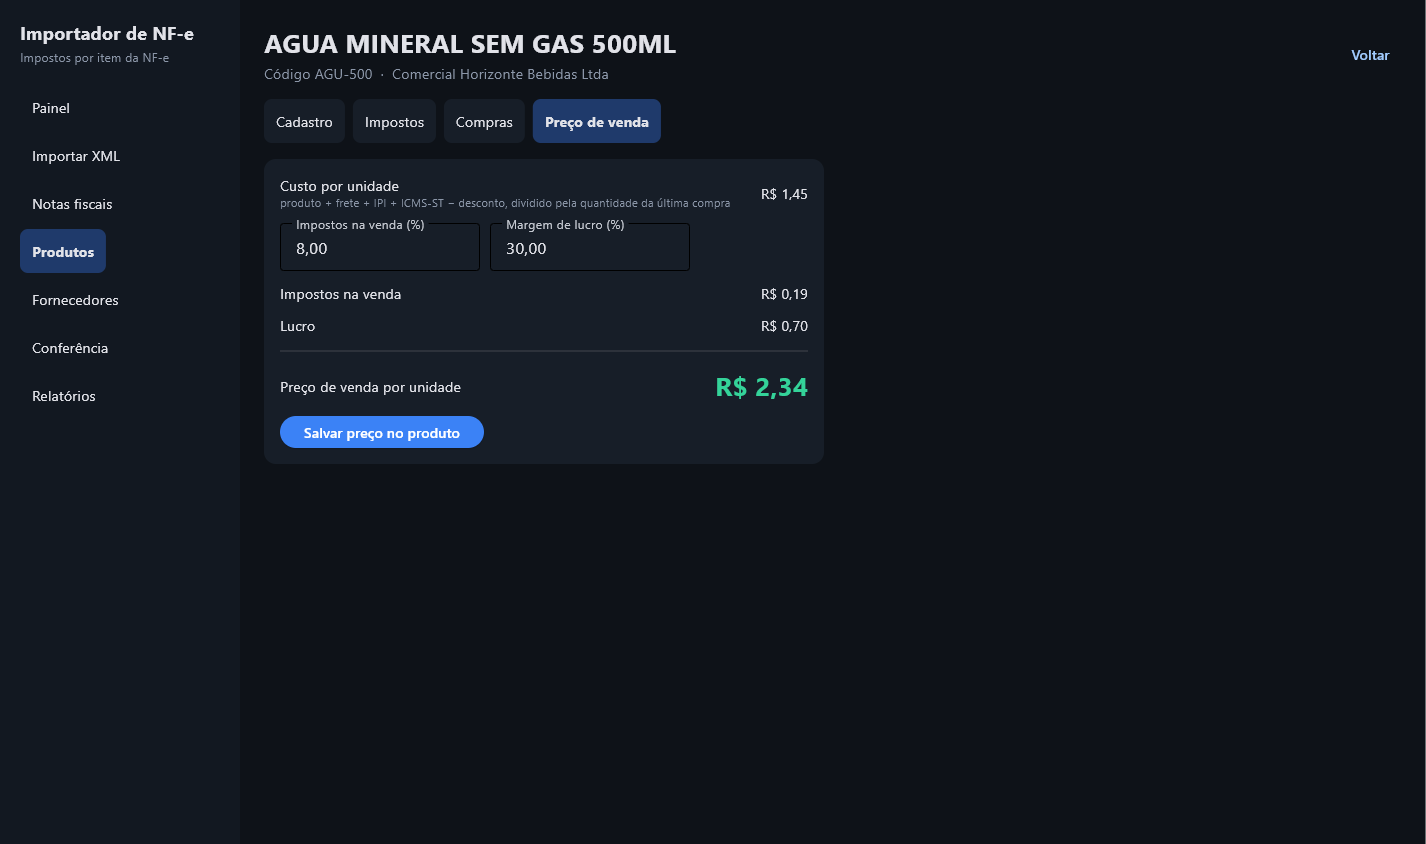 Importador de NF-e
Impostos por item da NF-e
Painel
Importar XML
Notas fiscais
Produtos
Fornecedores
Conferência
Relatórios
AGUA MINERAL SEM GAS 500ML
Código AGU-500 · Comercial Horizonte Bebidas Ltda
Voltar
Cadastro
Impostos
Compras
Preço de venda
Custo por unidade
produto + frete + IPI + ICMS-ST − desconto, dividido pela quantidade da última compra
R$ 1,45
Impostos na venda (%)
8,00
Margem de lucro (%)
30,00
Impostos na venda R$ 0,19
Lucro R$ 0,70
Preço de venda por unidade R$ 2,34
Salvar preço no produto